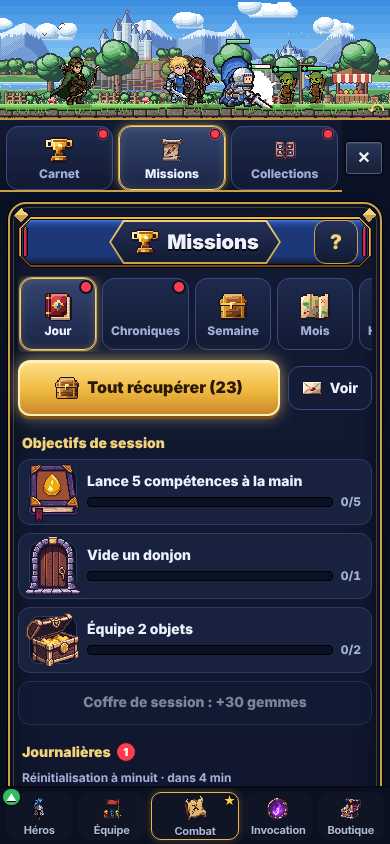 Carnet
Missions
Collections
×
Missions
?
Jour
Chroniques
Semaine
Mois
Tout récupérer (23)
Voir
Objectifs de session
Lance 5 compétences à la main
0/5
Vide un donjon
0/1
Équipe 2 objets
0/2
Coffre de session : +30 gemmes
Journalières 1
Réinitialisation à minuit · dans 4 min
Héros
Équipe
Combat
Invocation
Boutique